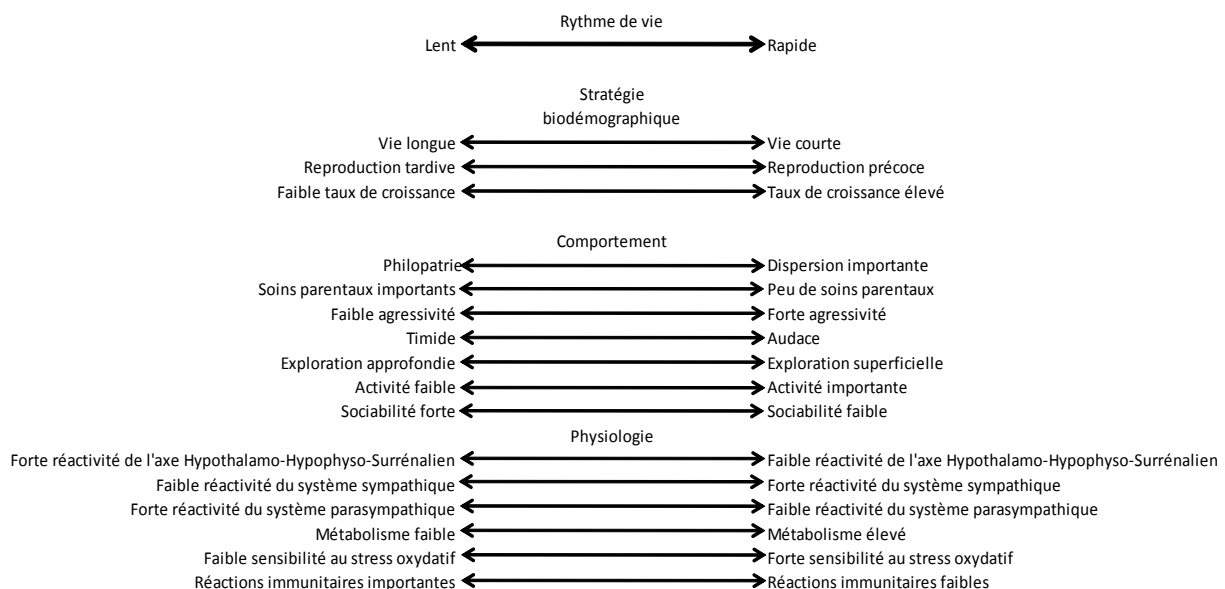 Rythme de vie
Lent Rapide
Stratégie
biodémographique
Vie longue Vie courte
Reproduction tardive Reproduction précoce
Faible taux de croissance Taux de croissance élevé
Comportement
Philopatrie Dispersion importante
Soins parentaux importants Peu de soins parentaux
Faible agressivité Forte agressivité
Timide Audace
Exploration approfondie Exploration superficielle
Activité faible Activité importante
Sociabilité forte Sociabilité faible
Physiologie
Forte réactivité de l'axe Hypothalamo-Hypophyso-Surrénalien Faible réactivité de l'axe Hypothalamo-Hypophyso-Surrénalien
Faible réactivité du système sympathique Forte réactivité du système sympathique
Forte réactivité du système parasympathique Faible réactivité du système parasympathique
Métabolisme faible Métabolisme élevé
Faible sensibilité au stress oxydatif Forte sensibilité au stress oxydatif
Réactions immunitaires importantes Réactions immunitaires faibles